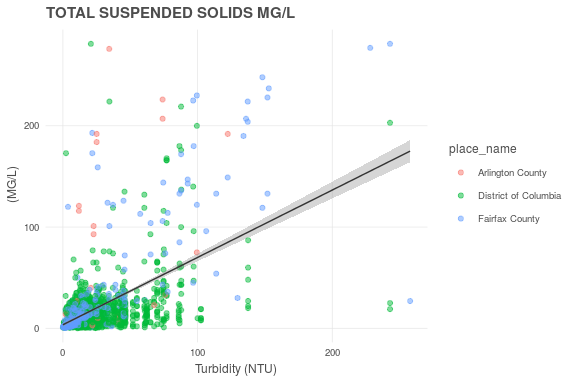 TOTAL SUSPENDED SOLIDS MG/L
200
100
0
(MG/L)
0 100 200
Turbidity (NTU)
place_name
Arlington County
District of Columbia
Fairfax County